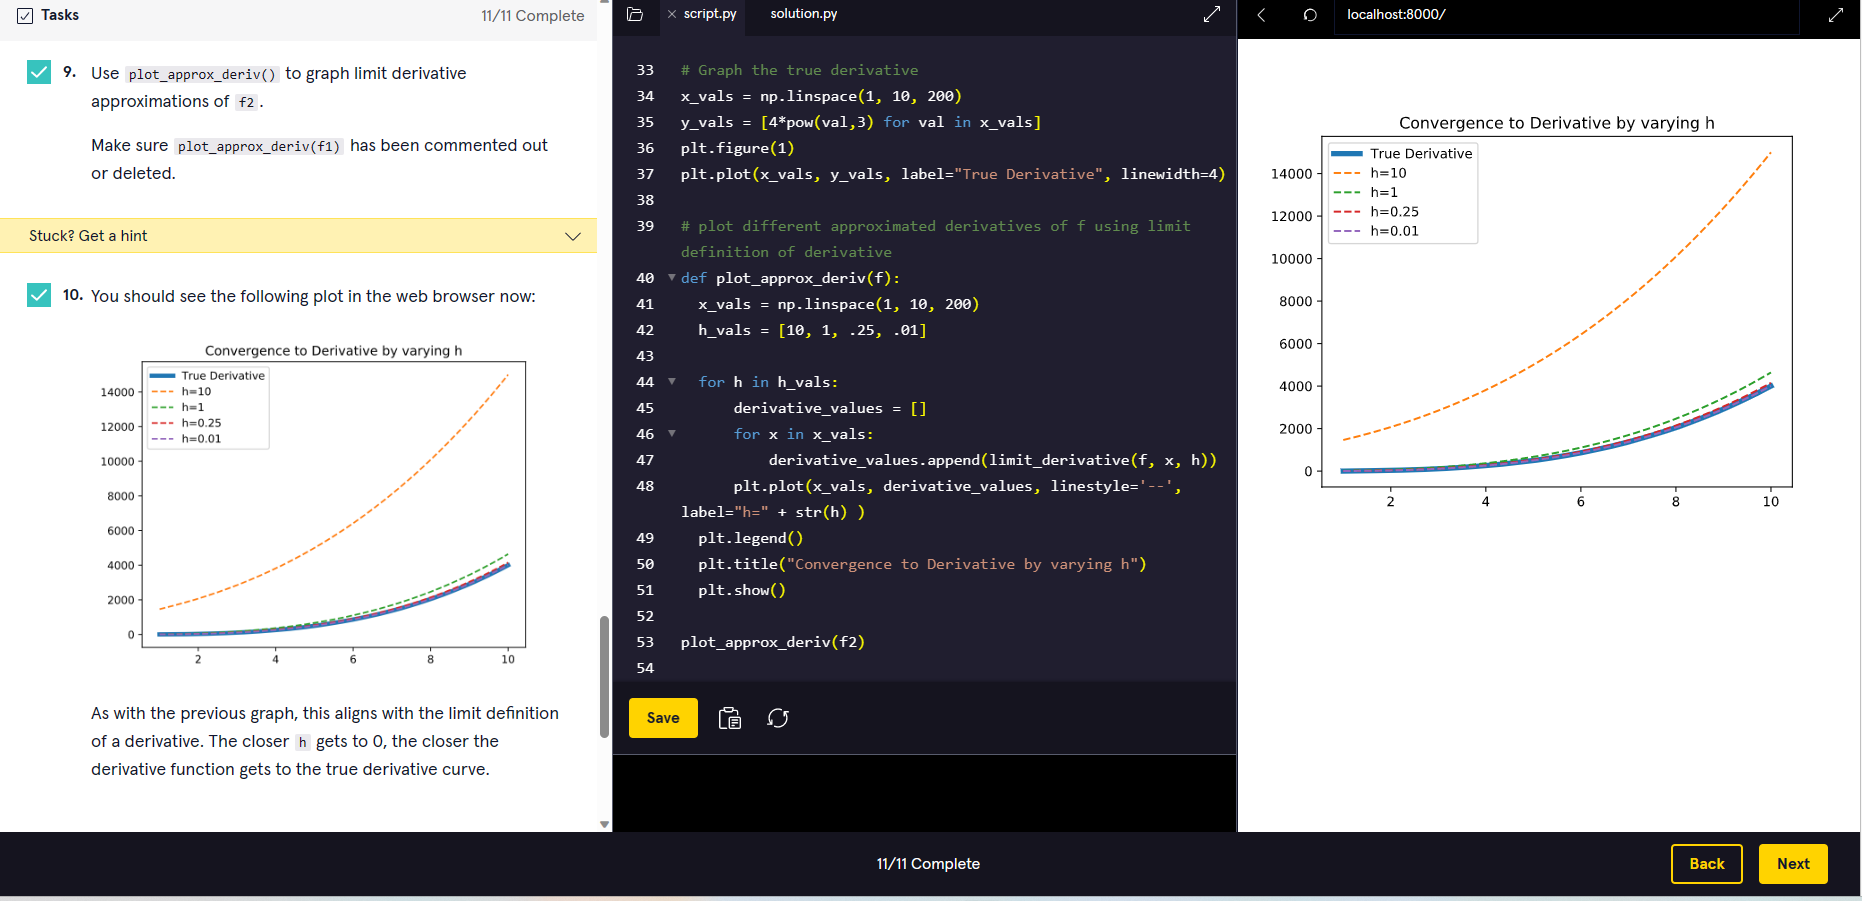 Tasks
11/11 Complete
9. Use plot_approx_deriv() to graph limit derivative
approximations of f2 .
Make sure plot_approx_deriv(f1) has been commented out
or deleted.
Stuck? Get a hint
10. You should see the following plot in the web browser now:
Convergence to Derivative by varying h
True Derivative
h=10
h=1
h=0.25
h=0.01
14000
12000
10000
8000
6000
4000
2000
0
2 4 6 8 10
As with the previous graph, this aligns with the limit definition
of a derivative. The closer h gets to 0, the closer the
derivative function gets to the true derivative curve.
script.py
solution.py
33 # Graph the true derivative
34 x_vals = np.linspace(1, 10, 200)
35 y_vals = [4*pow(val,3) for val in x_vals]
36 plt.figure(1)
37 plt.plot(x_vals, y_vals, label="True Derivative", linewidth=4)
38
39 # plot different approximated derivatives of f using limit
definition of derivative
40 def plot_approx_deriv(f):
41 x_vals = np.linspace(1, 10, 200)
42 h_vals = [10, 1, .25, .01]
43
44 for h in h_vals:
45 derivative_values = []
46 for x in x_vals:
47 derivative_values.append(limit_derivative(f, x, h))
48 plt.plot(x_vals, derivative_values, linestyle='--',
label="h=" + str(h) )
49 plt.legend()
50 plt.title("Convergence to Derivative by varying h")
51 plt.show()
52
53 plot_approx_deriv(f2)
54
Save
localhost:8000/
Convergence to Derivative by varying h
True Derivative
h=10
h=1
h=0.25
h=0.01
14000
12000
10000
8000
6000
4000
2000
0
2 4 6 8 10
11/11 Complete
Back
Next